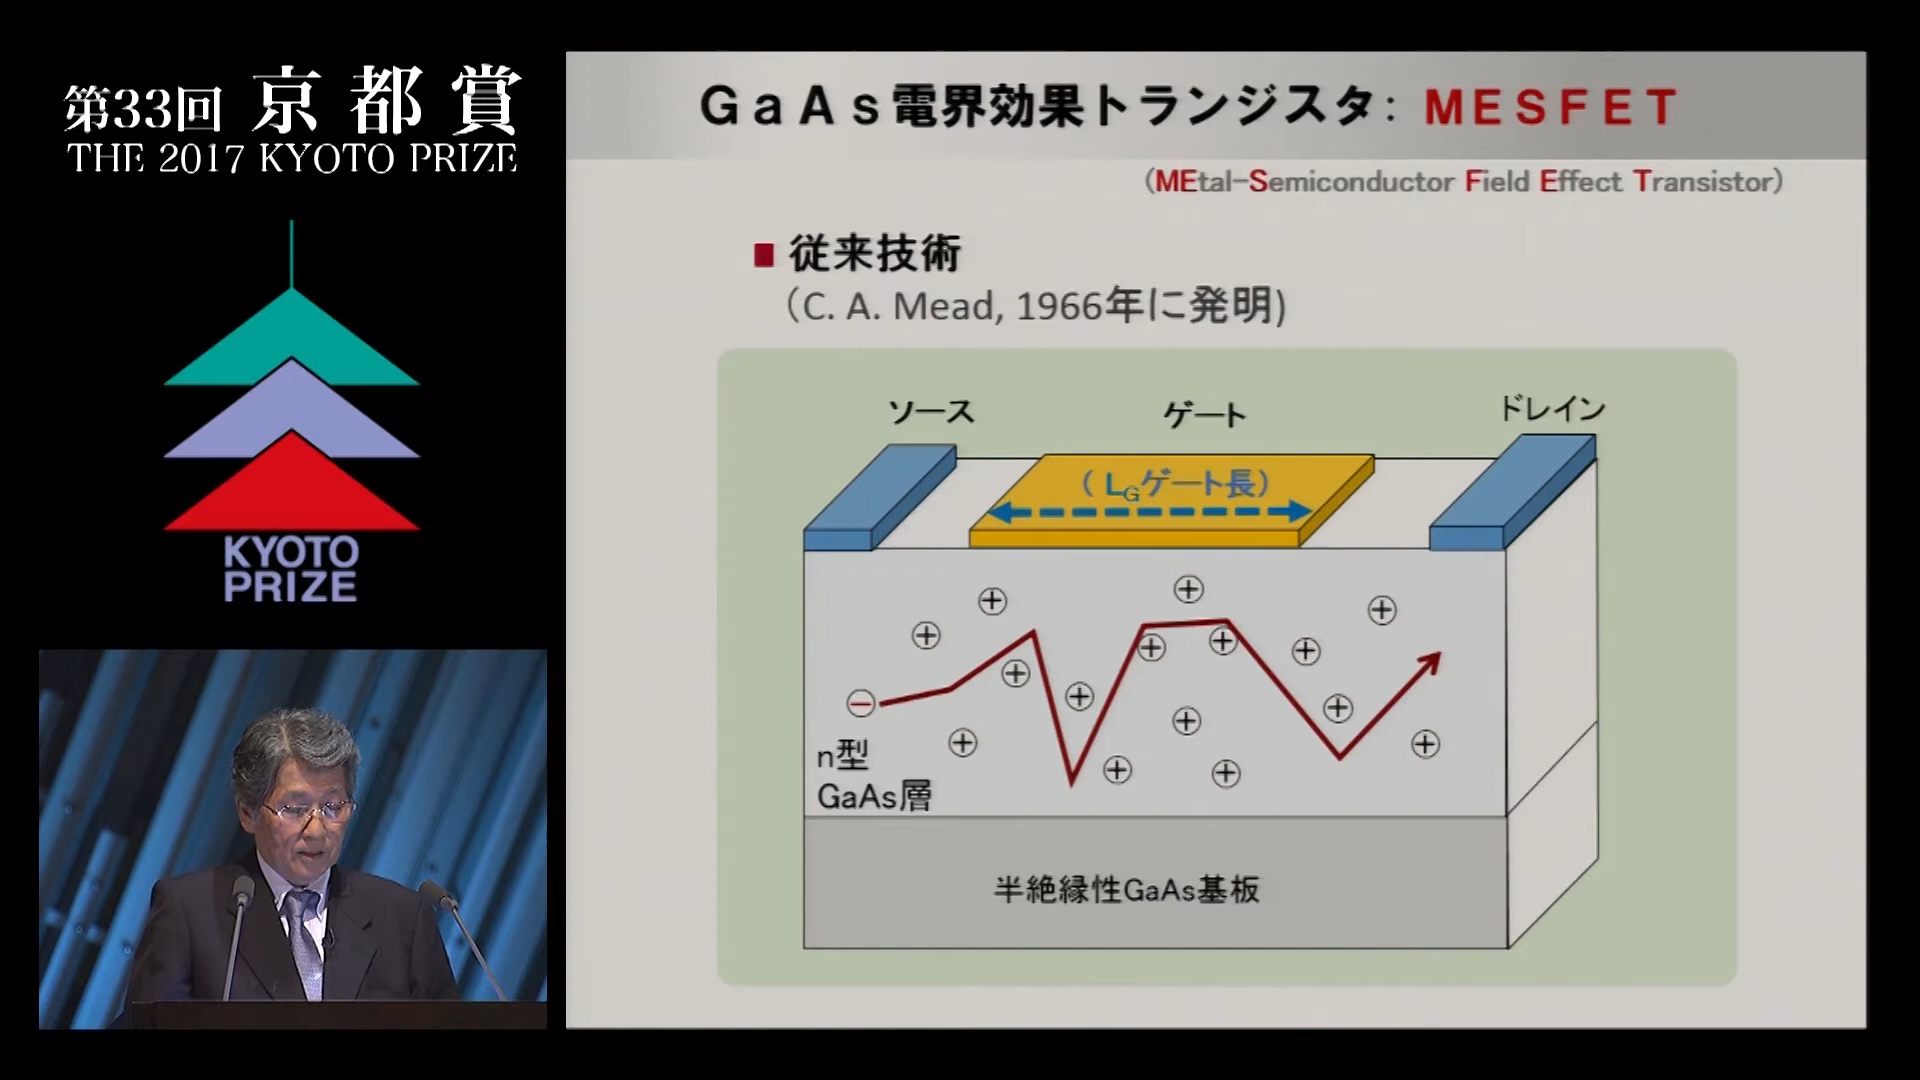 第33回 京都賞
THE 2017 KYOTO PRIZE
KYOTO
PRIZE
GaAs電界効果トランジスタ: MESFET
(MEtal-Semiconductor Field Effect Transistor)
■ 従来技術
(C. A. Mead, 1966年に発明)
ソース
ゲート
ドレイン
( LGゲート長)
n型
GaAs層
半絶縁性GaAs基板